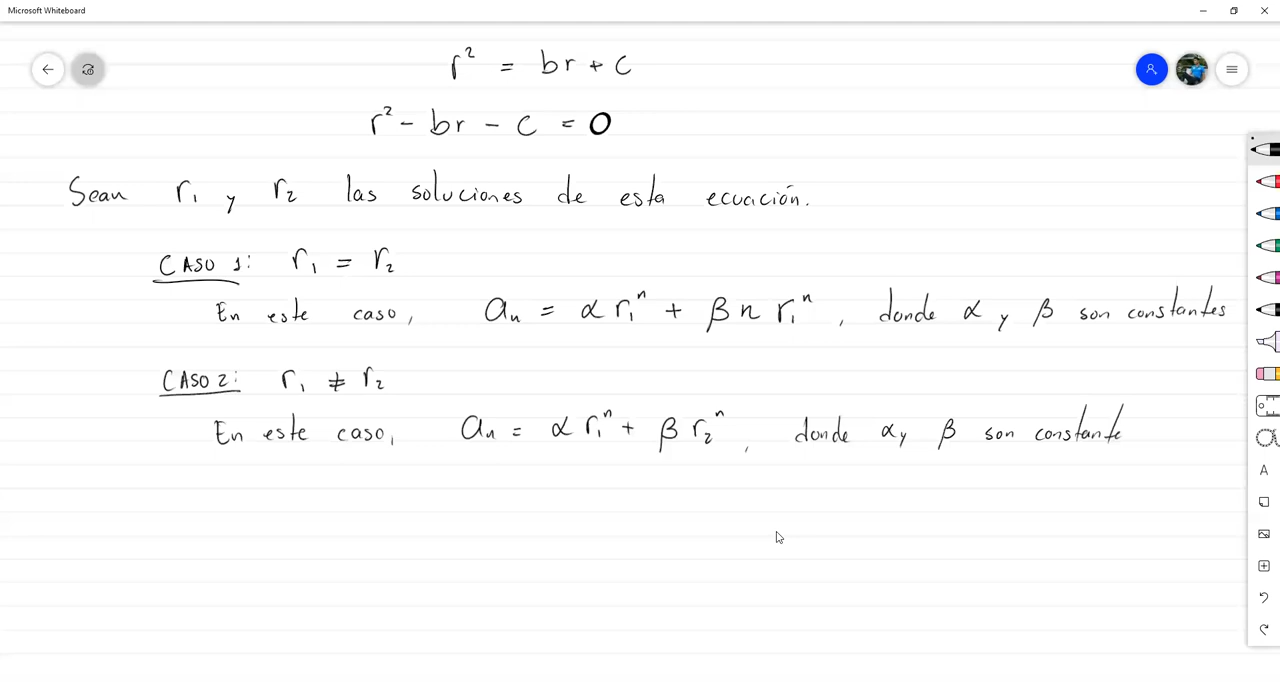 Microsoft Whiteboard
r² = br + c
r² - br - c = 0
Sean r₁ y r₂ las soluciones de esta ecuación.
CASO 1: r₁ = r₂
En este caso, aₙ = α r₁ⁿ + β n r₁ⁿ, donde α y β son constantes
CASO 2: r₁ ≠ r₂
En este caso, aₙ = α r₁ⁿ + β r₂ⁿ, donde α y β son constante